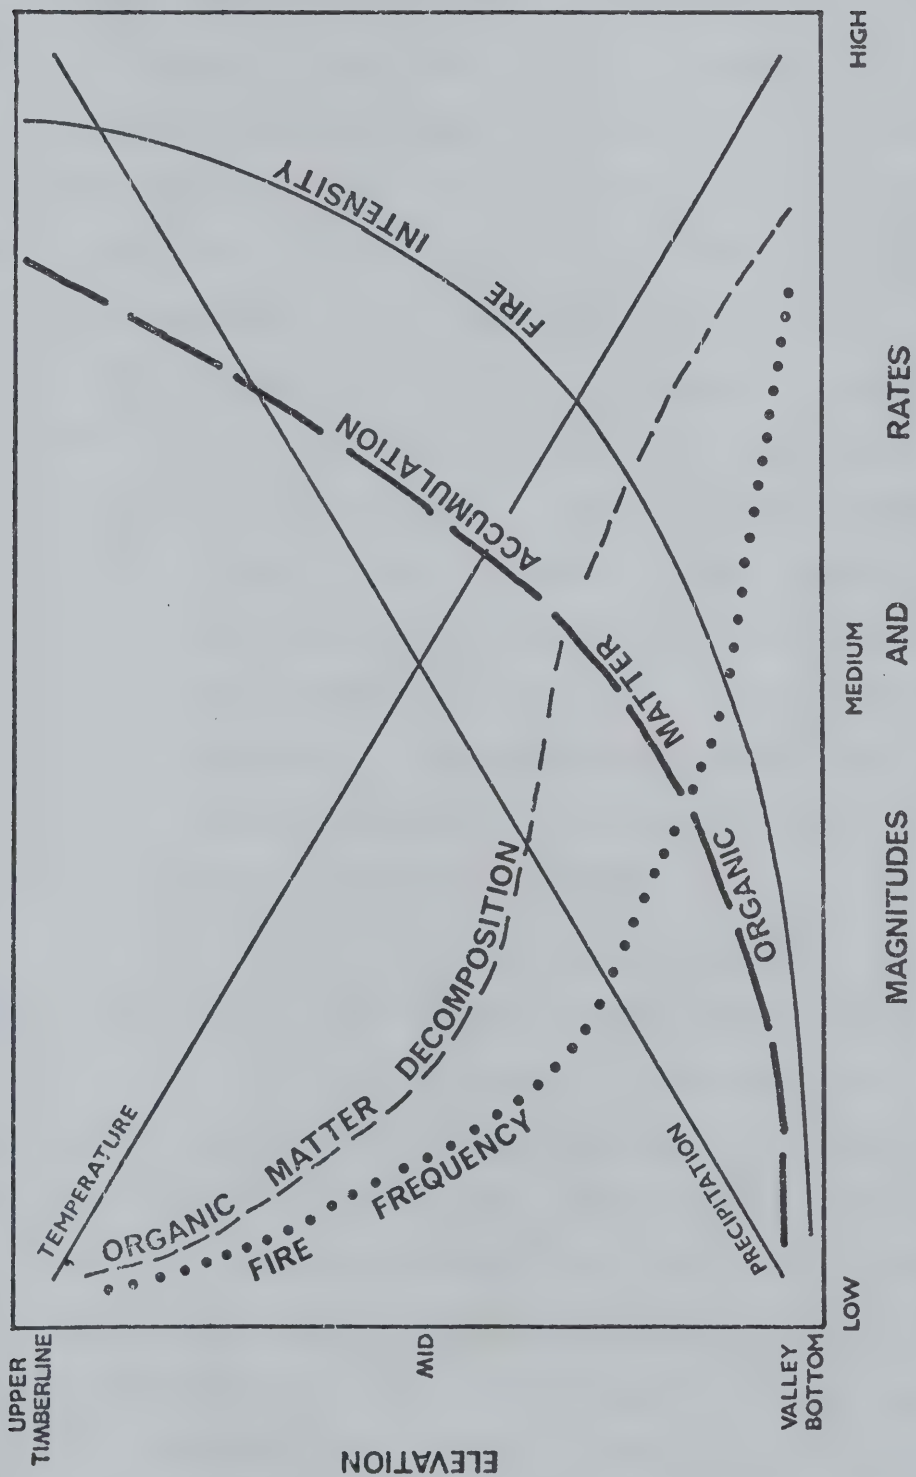 UPPER
TIMBERLINE
MID
VALLEY
BOTTOM
ELEVATION
TEMPERATURE
ORGANIC MATTER DECOMPOSITION
FIRE FREQUENCY
PRECIPITATION
ORGANIC MATTER ACCUMULATION
FIRE INTENSITY
LOW
MEDIUM
HIGH
MAGNITUDES AND RATES